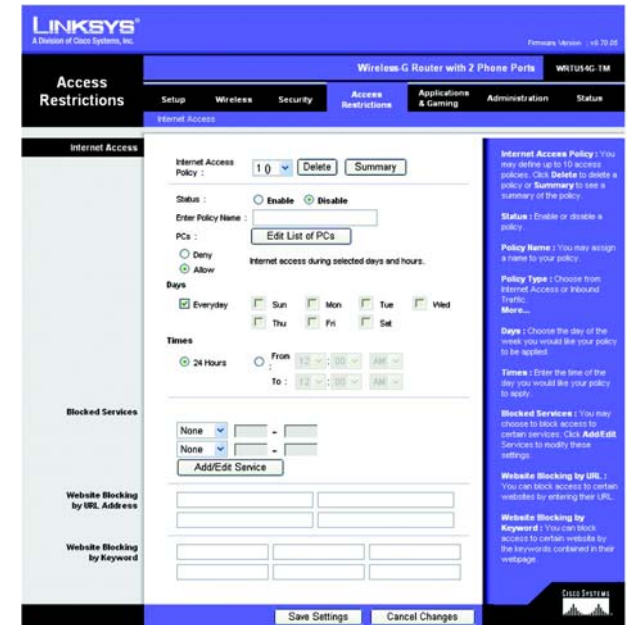 LINKSYS®
A Division of Cisco Systems, Inc.
Firmware Version : v0.70.05
Wireless-G Router with 2 Phone Ports WRTU54G-TM
Access Restrictions
Setup Wireless Security Access Restrictions Applications & Gaming Administration Status
Internet Access
Internet Access
Internet Access Policy : 1 () Delete Summary
Status : Enable Disable
Enter Policy Name :
PCs : Edit List of PCs
Deny
Allow
Internet access during selected days and hours.
Days
Everyday Sun Mon Tue Wed
Thu Fri Sat
Times
24 Hours From : 12 : 00 AM
To : 12 : 00 AM
Blocked Services
None -
None -
Add/Edit Service
Website Blocking
by URL Address
Website Blocking
by Keyword
Save Settings Cancel Changes
Internet Access Policy : You
may define up to 10 access
policies. Click Delete to delete a
policy or Summary to see a
summary of the policy.
Status : Enable or disable a
policy.
Policy Name : You may assign
a name to your policy.
Policy Type : Choose from
Internet Access or Inbound
Traffic.
More...
Days : Choose the day of the
week you would like your policy
to be applied.
Times : Enter the time of the
day you would like your policy
to apply.
Blocked Services : You may
choose to block access to
certain services. Click Add/Edit
Services to modify these
settings.
Website Blocking by URL :
You can block access to certain
websites by entering their URL.
Website Blocking by
Keyword : You can block
access to certain website by
the keywords contained in their
webpage.
CISCO SYSTEMS